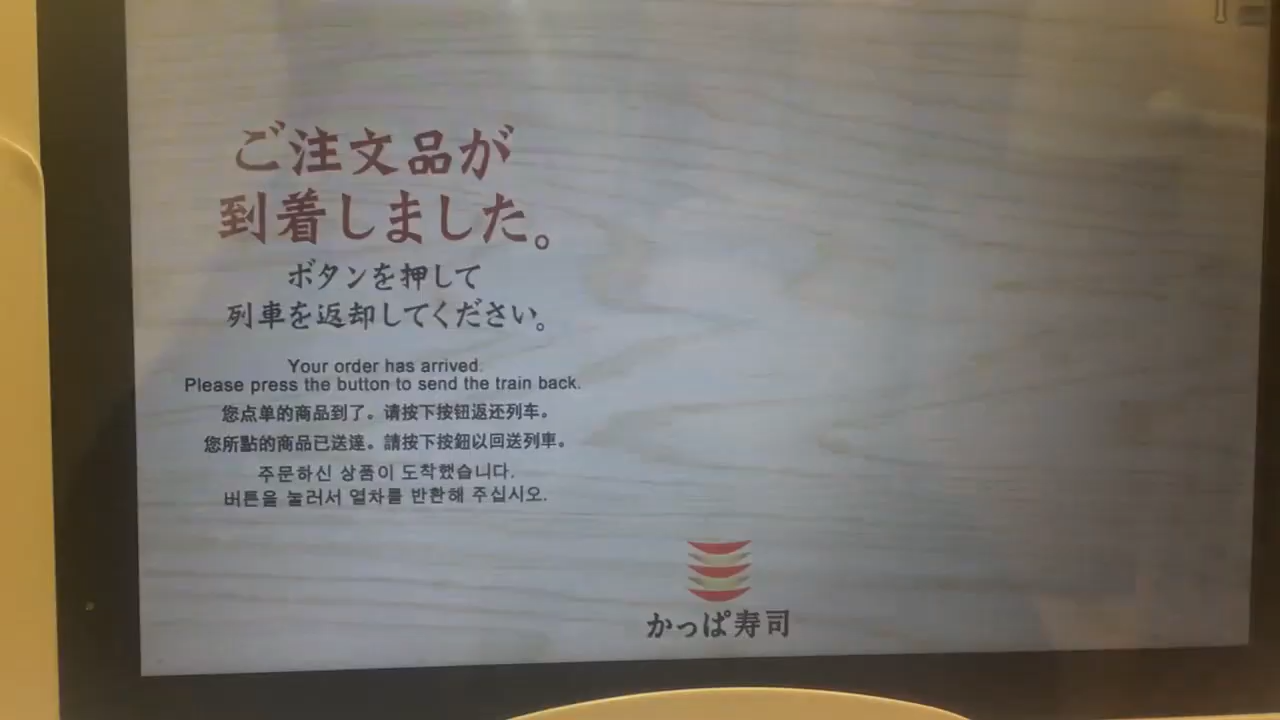 ご注文品が
到着しました。
ボタンを押して
列車を返却してください。
Your order has arrived.
Please press the button to send the train back.
您点单的商品到了。请按下按钮返还列车。
您所點的商品已送達。請按下按鈕以回送列車。
주문하신 상품이 도착했습니다.
버튼을 눌러서 열차를 반환해 주십시오.
かっぱ寿司